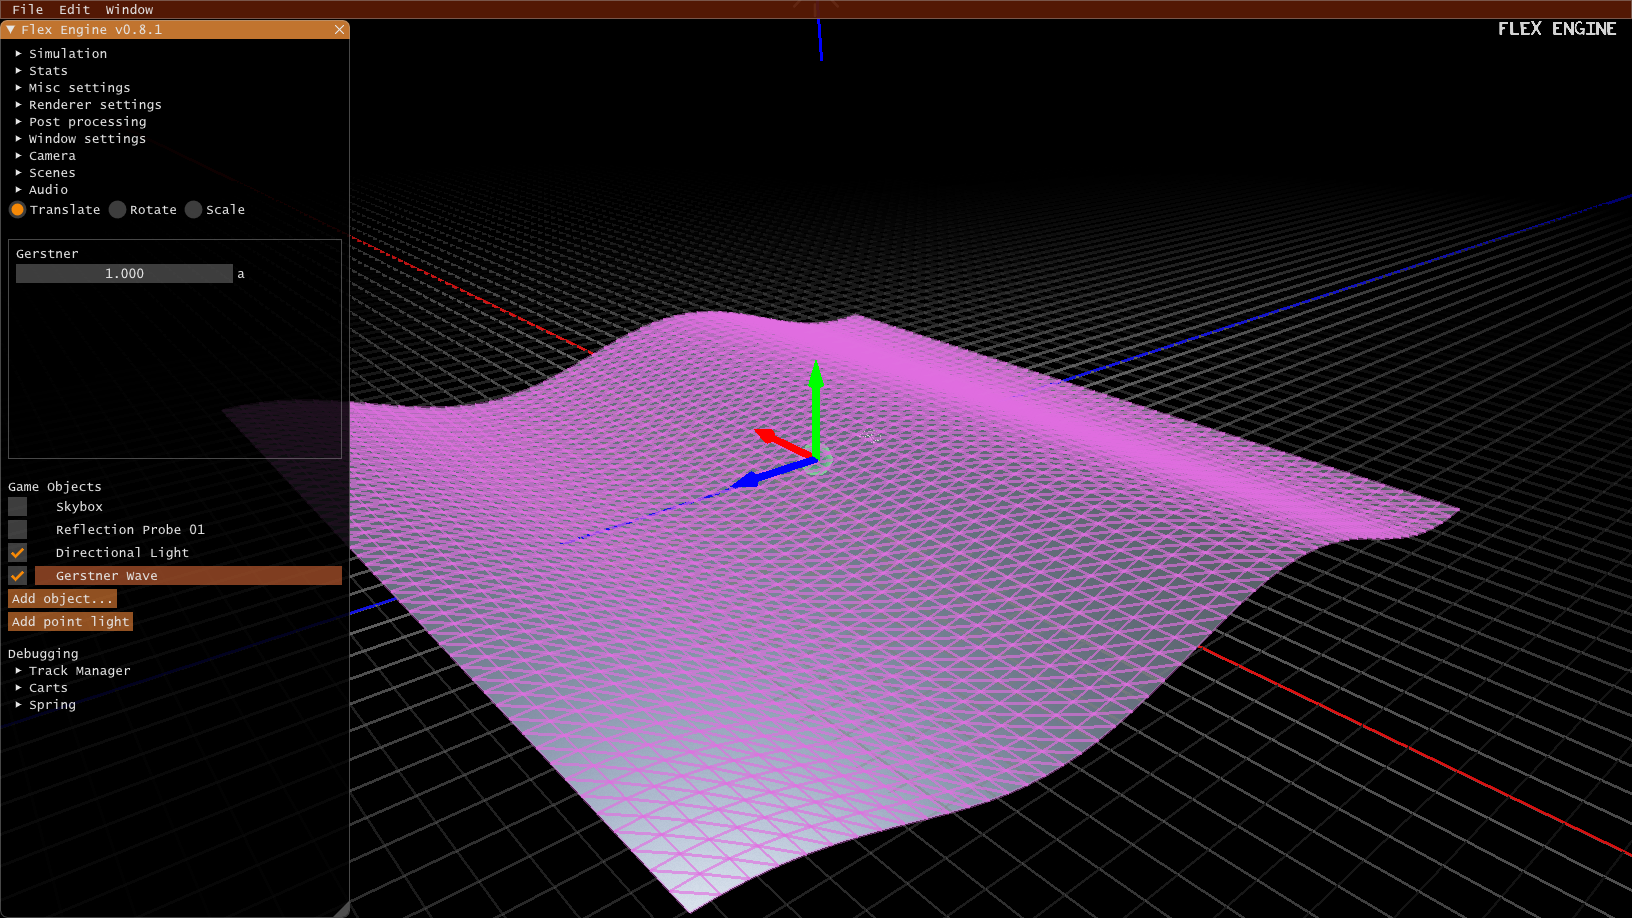 File Edit Window
Flex Engine v0.8.1
FLEX ENGINE
Simulation
Stats
Misc settings
Renderer settings
Post processing
Window settings
Camera
Scenes
Audio
Translate Rotate Scale
Gerstner
1.000 a
Game Objects
Skybox
Reflection Probe 01
Directional Light
Gerstner Wave
Add object...
Add point light
Debugging
Track Manager
Carts
Spring